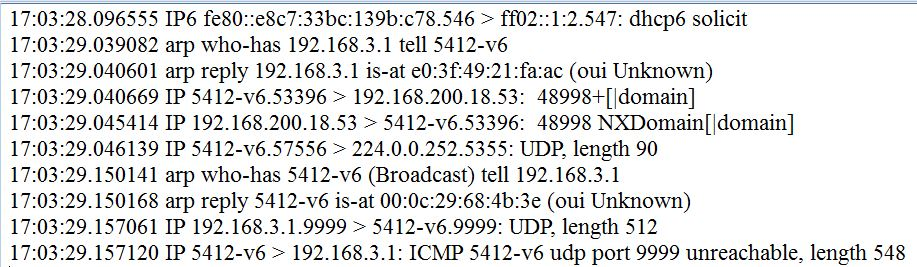 17:03:28.096555 IP6 fe80::e8c7:33bc:139b:c78.546 > ff02::1:2.547: dhcp6 solicit
17:03:29.039082 arp who-has 192.168.3.1 tell 5412-v6
17:03:29.040601 arp reply 192.168.3.1 is-at e0:3f:49:21:fa:ac (oui Unknown)
17:03:29.040669 IP 5412-v6.53396 > 192.168.200.18.53:  48998+[|domain]
17:03:29.045414 IP 192.168.200.18.53 > 5412-v6.53396:  48998 NXDomain[|domain]
17:03:29.046139 IP 5412-v6.57556 > 224.0.0.252.5355: UDP, length 90
17:03:29.150141 arp who-has 5412-v6 (Broadcast) tell 192.168.3.1
17:03:29.150168 arp reply 5412-v6 is-at 00:0c:29:68:4b:3e (oui Unknown)
17:03:29.157061 IP 192.168.3.1.9999 > 5412-v6.9999: UDP, length 512
17:03:29.157120 IP 5412-v6 > 192.168.3.1: ICMP 5412-v6 udp port 9999 unreachable, length 548